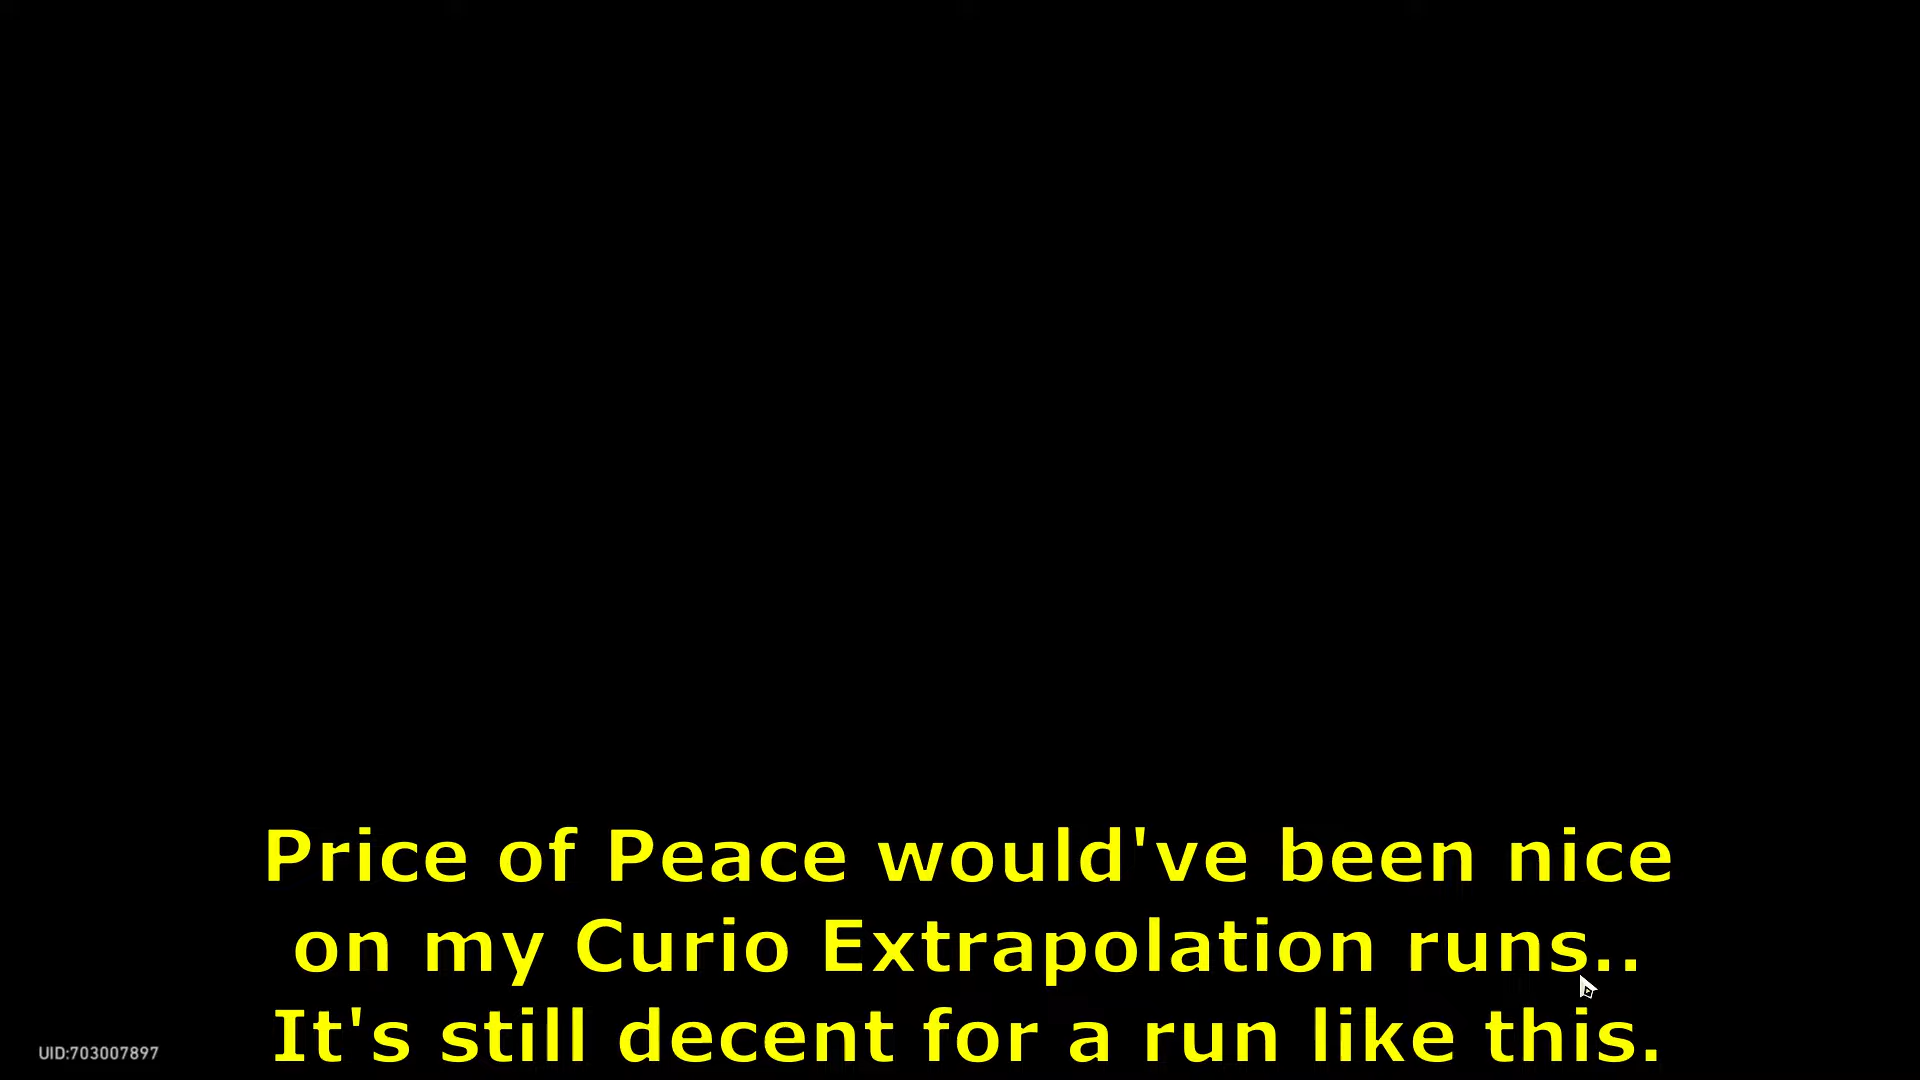 Price of Peace would've been nice
on my Curio Extrapolation runs..
It's still decent for a run like this.
UID:703007897